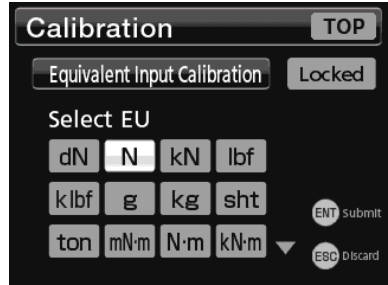 Calibration TOP
Equivalent Input Calibration Locked
Select EU
dN N kN lbf
klbf g kg sht
ton mN·m N·m kN·m
ENT Submit
ESC Discard